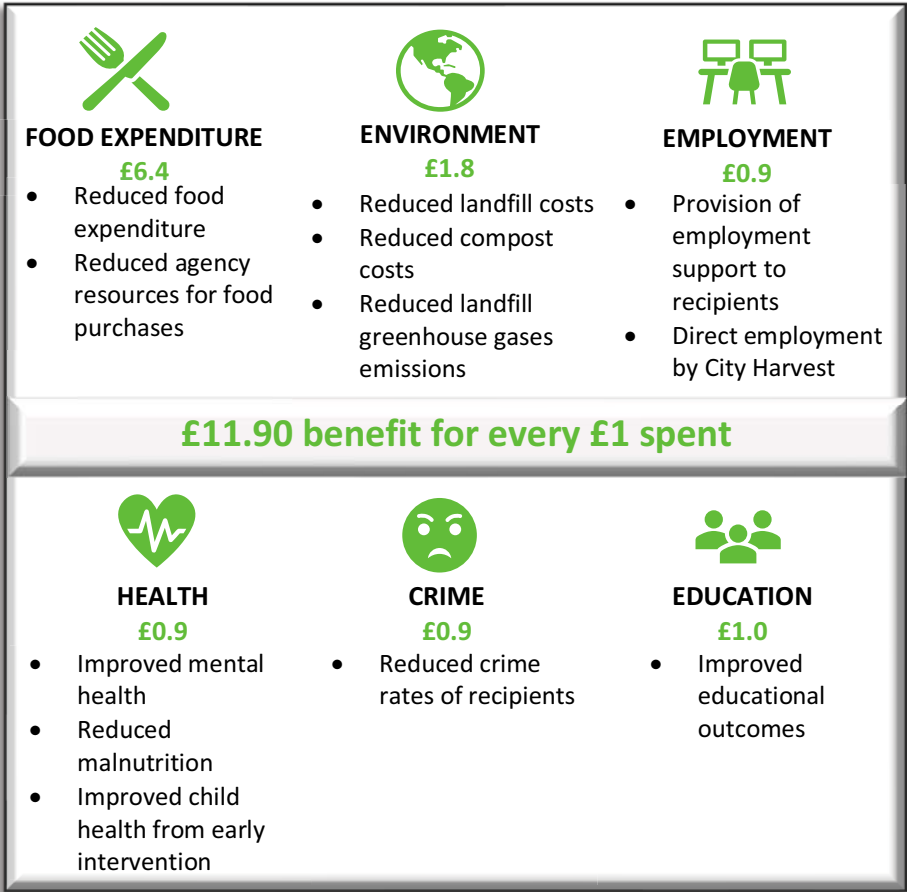 FOOD EXPENDITURE
£6.4
• Reduced food
expenditure
• Reduced agency
resources for food
purchases
ENVIRONMENT
£1.8
• Reduced landfill costs
• Reduced compost
costs
• Reduced landfill
greenhouse gases
emissions
EMPLOYMENT
£0.9
• Provision of
employment
support to
recipients
• Direct employment
by City Harvest
£11.90 benefit for every £1 spent
HEALTH
£0.9
• Improved mental
health
• Reduced
malnutrition
• Improved child
health from early
intervention
CRIME
£0.9
• Reduced crime
rates of recipients
EDUCATION
£1.0
• Improved
educational
outcomes